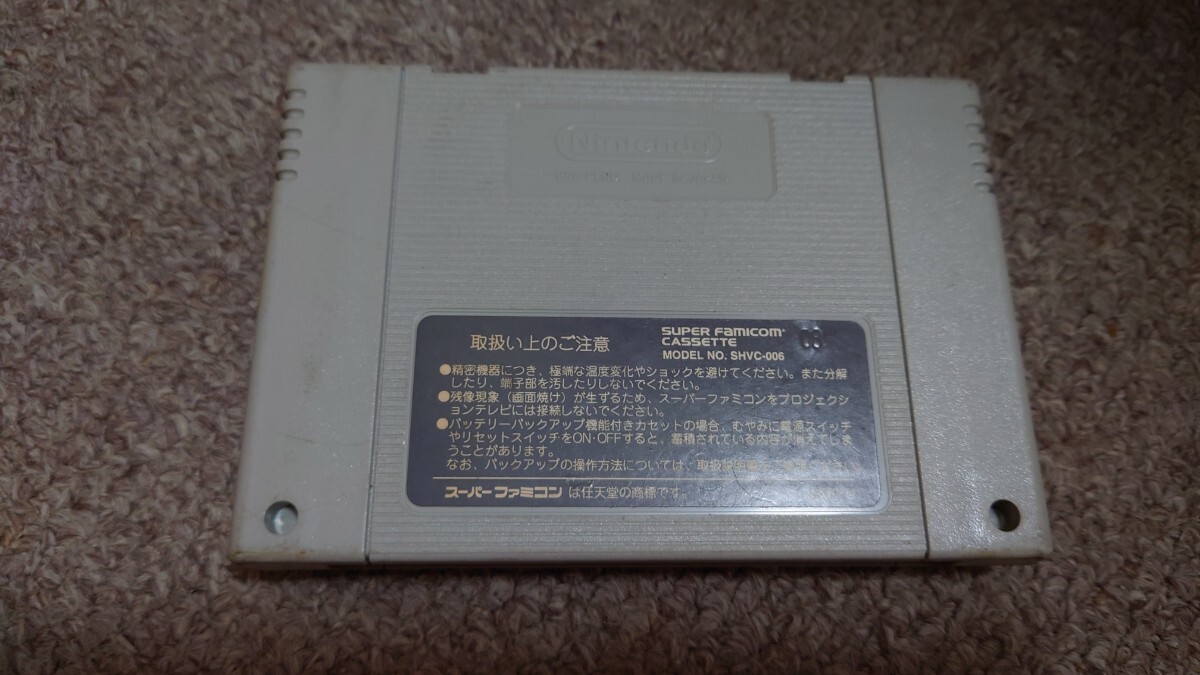 Nintendo
取扱い上のご注意
SUPER FAMICOM
CASSETTE
MODEL NO. SHVC-006
●精密機器につき、極端な温度変化やショックを避けてください。また分解
したり、端子部を汚したりしないでください。
●残像現象（画面焼け）が生ずるため、スーパーファミコンをプロジェクシ
ョンテレビには接続しないでください。
●バッテリーバックアップ機能付きカセットの場合、むやみに電源スイッチ
やリセットスイッチをON･OFFすると、蓄積されている内容が消えてしま
うことがあります。
なお、バックアップの操作方法については、取扱説明書を
スーパーファミコンは任天堂の商標です。